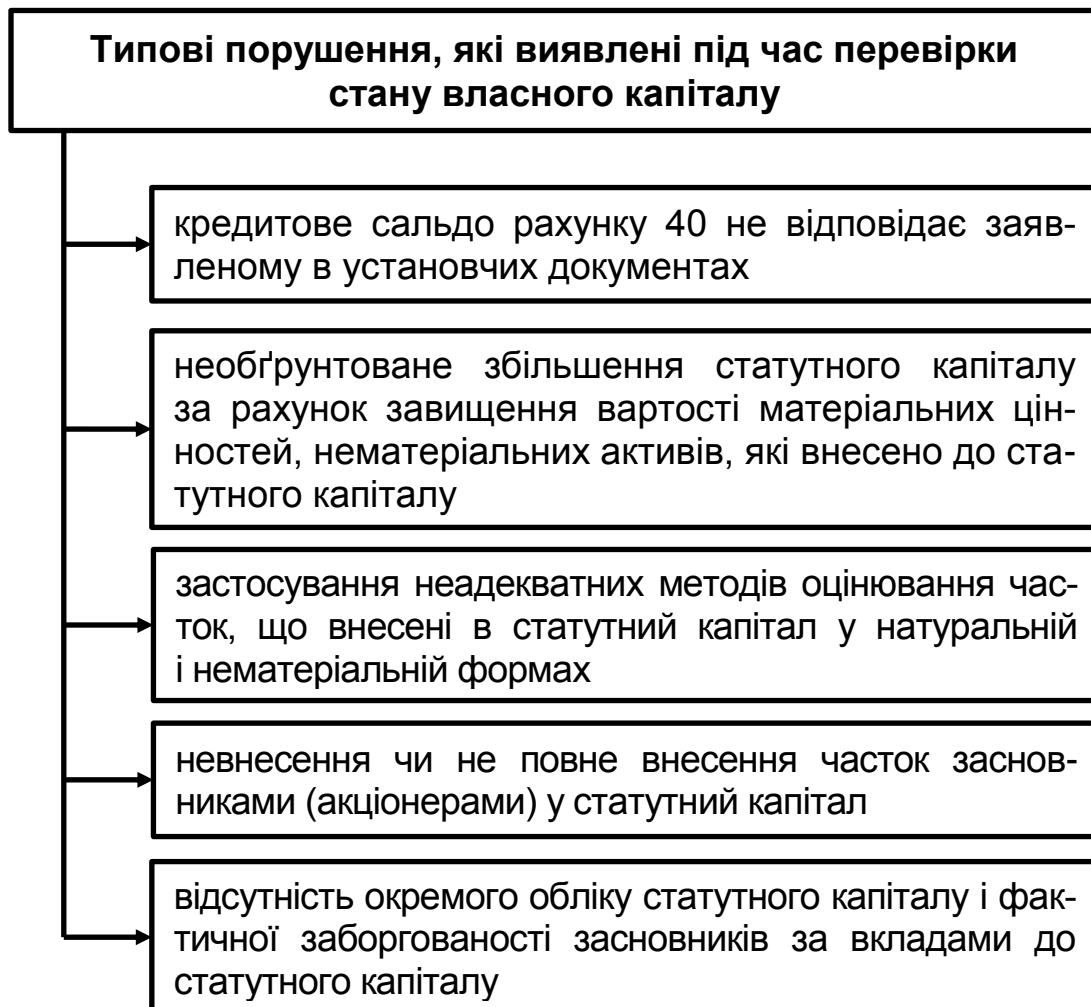 Типові порушення, які виявлені під час перевірки
стану власного капіталу
кредитове сальдо рахунку 40 не відповідає заяв-
леному в установчих документах
необґрунтоване збільшення статутного капіталу
за рахунок завищення вартості матеріальних цін-
ностей, нематеріальних активів, які внесено до ста-
тутного капіталу
застосування неадекватних методів оцінювання час-
ток, що внесені в статутний капітал у натуральній
і нематеріальній формах
невнесення чи не повне внесення часток заснов-
никами (акціонерами) у статутний капітал
відсутність окремого обліку статутного капіталу і фак-
тичної заборгованості засновників за вкладами до
статутного капіталу